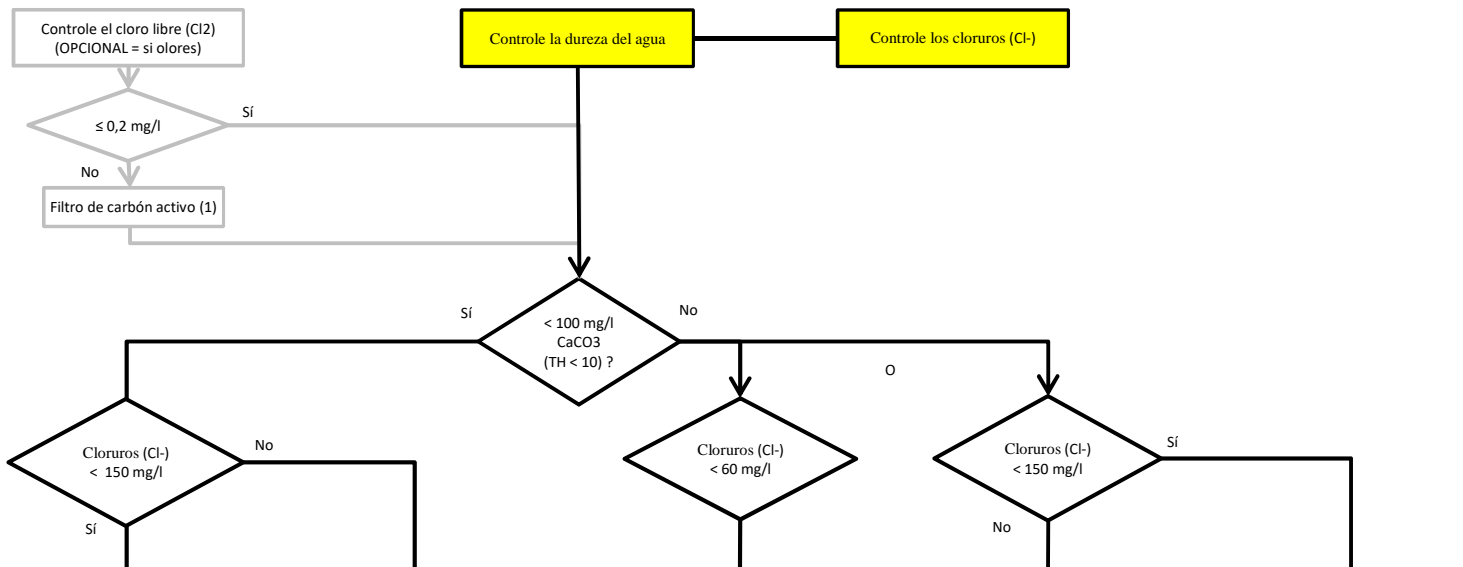 Controle el cloro libre (Cl2)
(OPCIONAL = si olores)
Controle la dureza del agua
Controle los cloruros (Cl-)
Sí
≤ 0,2 mg/l
No
Filtro de carbón activo (1)
Sí
No
< 100 mg/l
CaCO3
(TH < 10) ?
O
Cloruros (Cl-)
< 150 mg/l
No
Sí
Cloruros (Cl-)
< 60 mg/l
Cloruros (Cl-)
< 150 mg/l
Sí
No